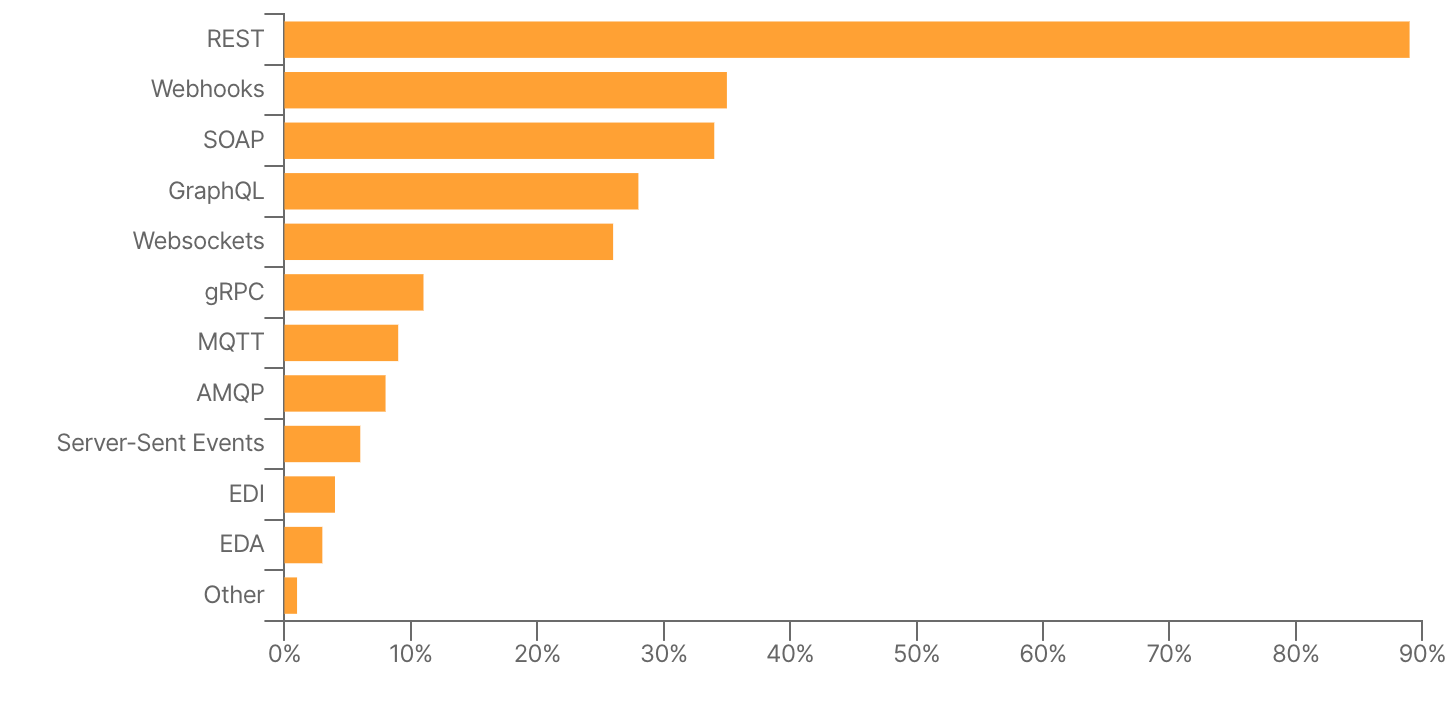 REST
Webhooks
SOAP
GraphQL
Websockets
gRPC
MQTT
AMQP
Server-Sent Events
EDI
EDA
Other
0% 10% 20% 30% 40% 50% 60% 70% 80% 90%